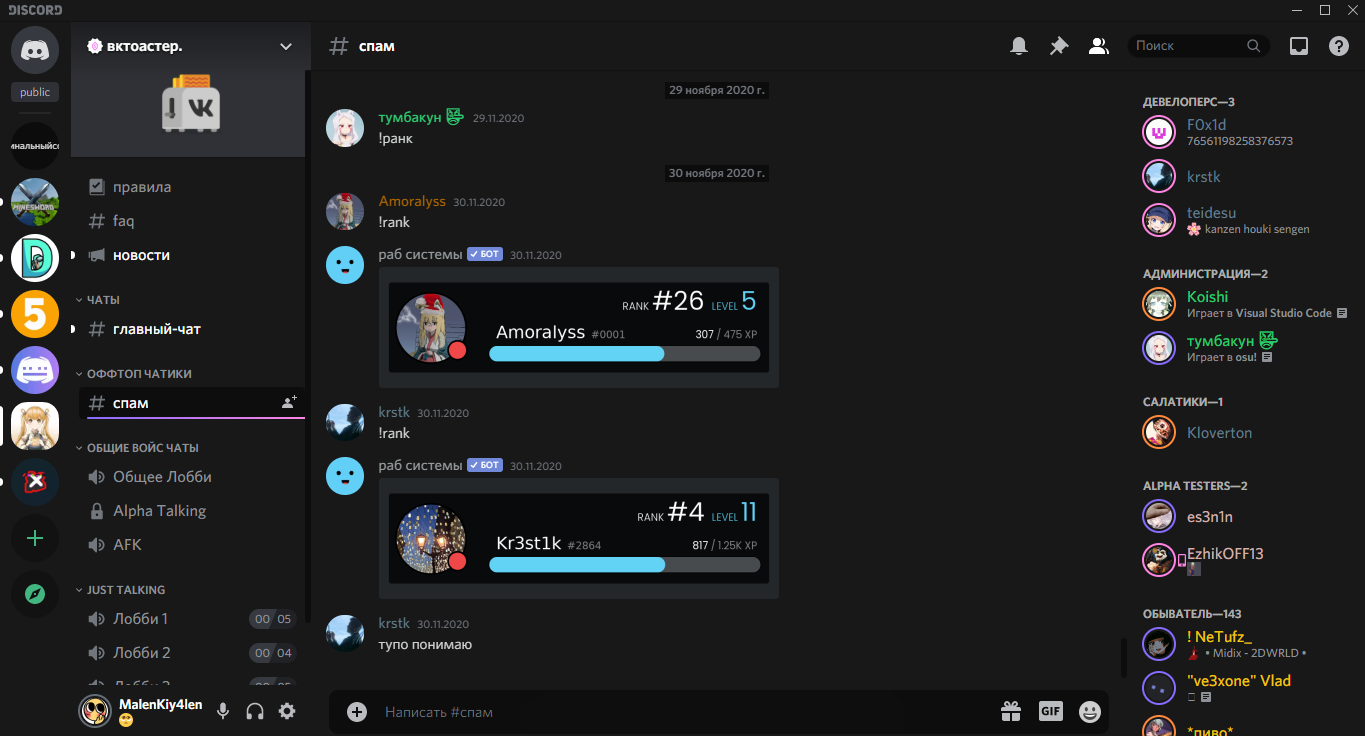 DISCORD
public
инальныйсо
MINESWORD
5
вктоастер.
VK
правила
faq
новости
ЧАТЫ
главный-чат
ОФФТОП ЧАТИКИ
спам
ОБЩИЕ ВОЙС ЧАТЫ
Общее Лобби
Alpha Talking
AFK
JUST TALKING
Лобби 1 00 05
Лобби 2 00 04
MalenKiy4len
# спам
Поиск
29 ноября 2020 г.
тумбакун 29.11.2020
!ранк
30 ноября 2020 г.
Amoralyss 30.11.2020
!rank
раб системы БОТ 30.11.2020
RANK #26 LEVEL 5
Amoralyss #0001 307 / 475 XP
krstk 30.11.2020
!rank
раб системы БОТ 30.11.2020
RANK #4 LEVEL 11
Kr3st1k #2864 817 / 1.25K XP
krstk 30.11.2020
тупо понимаю
Написать #спам
GIF
ДЕВЕЛОПЕРС—3
F0x1d
76561198258376573
krstk
teidesu
kanzen houki sengen
АДМИНИСТРАЦИЯ—2
Koishi
Играет в Visual Studio Code
тумбакун
Играет в osu!
САЛАТИКИ—1
Kloverton
ALPHA TESTERS—2
es3n1n
EzhikOFF13
ОБЫВАТЕЛЬ—143
! NeTufz_
• Midix - 2DWRLD •
"ve3xone" Vlad
*пиво*